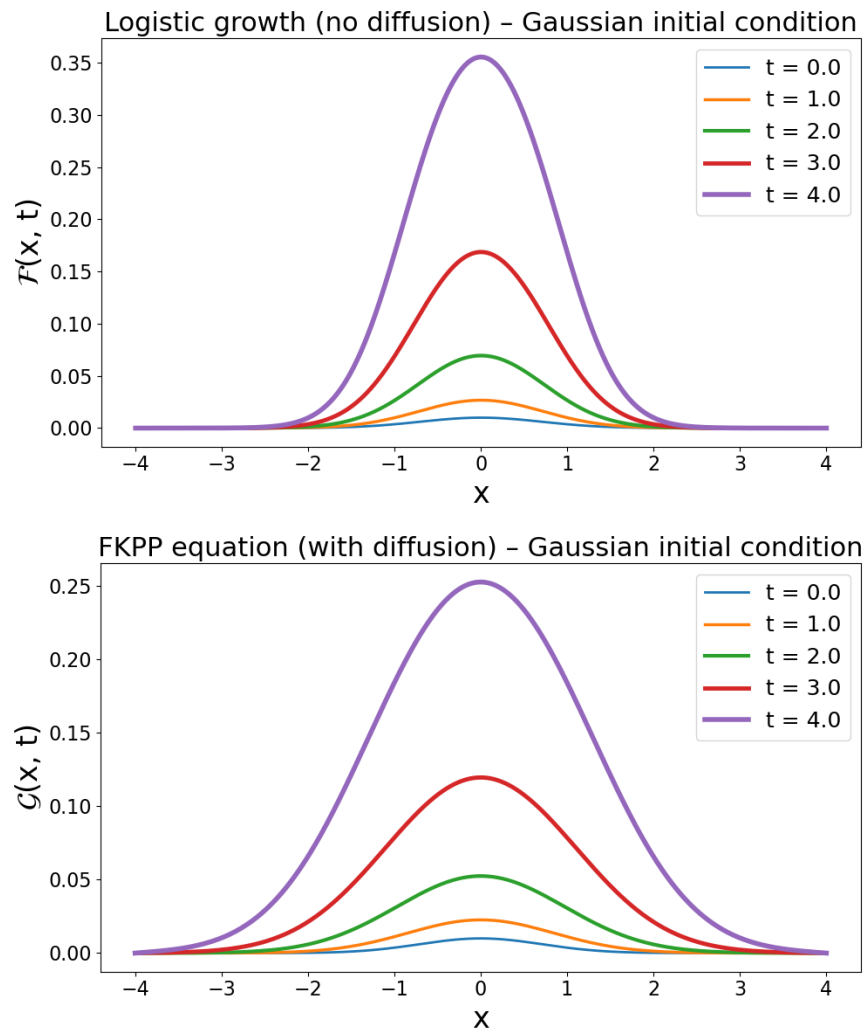 Logistic growth (no diffusion) – Gaussian initial condition
t = 0.0
t = 1.0
t = 2.0
t = 3.0
t = 4.0
ℱ(x, t)
0.35
0.30
0.25
0.20
0.15
0.10
0.05
0.00
−4 −3 −2 −1 0 1 2 3 4
x
FKPP equation (with diffusion) – Gaussian initial condition
t = 0.0
t = 1.0
t = 2.0
t = 3.0
t = 4.0
𝒢(x, t)
0.25
0.20
0.15
0.10
0.05
0.00
−4 −3 −2 −1 0 1 2 3 4
x